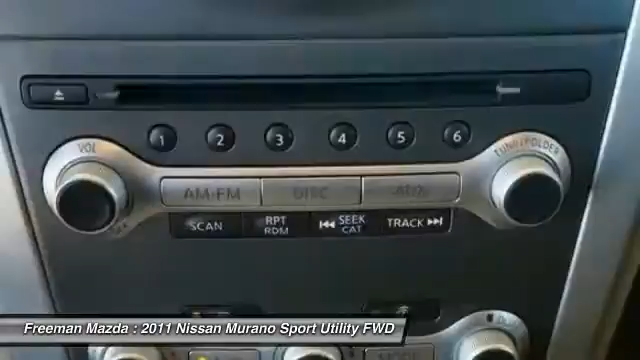 1 2 3 4 5 6
VOL
TUNE/FOLDER
AM·FM DISC AUX
SCAN RPT RDM SEEK CAT TRACK
Freeman Mazda : 2011 Nissan Murano Sport Utility FWD